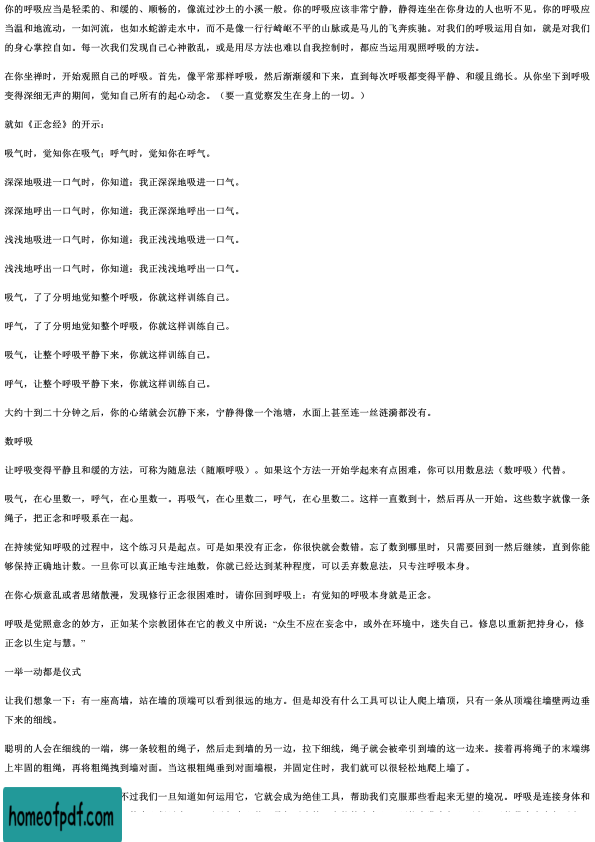 你的呼吸应当是轻柔的、和缓的、顺畅的，像流过沙土的小溪一般。你的呼吸应该非常宁静，静得连坐在你身边的人也听不见。你的呼吸应
当温和地流动，一如河流，也如水蛇游走水中，而不是像一行行崎岖不平的山脉或是马儿的飞奔疾驰。对我们的呼吸运用自如，就是对我们
的身心掌控自如。每一次我们发现自己心神散乱，或是用尽方法也难以自我控制时，都应当运用观照呼吸的方法。
在你坐禅时，开始观照自己的呼吸。首先，像平常那样呼吸，然后渐渐缓和下来，直到每次呼吸都变得平静、和缓且绵长。从你坐下到呼吸
变得深细无声的期间，觉知自己所有的起心动念。（要一直觉察发生在身上的一切。）
就如《正念经》的开示：
吸气时，觉知你在吸气；呼气时，觉知你在呼气。
深深地吸进一口气时，你知道：我正深深地吸进一口气。
深深地呼出一口气时，你知道：我正深深地呼出一口气。
浅浅地吸进一口气时，你知道：我正浅浅地吸进一口气。
浅浅地呼出一口气时，你知道：我正浅浅地呼出一口气。
吸气，了了分明地觉知整个呼吸，你就这样训练自己。
呼气，了了分明地觉知整个呼吸，你就这样训练自己。
吸气，让整个呼吸平静下来，你就这样训练自己。
呼气，让整个呼吸平静下来，你就这样训练自己。
大约十到二十分钟之后，你的心绪就会沉静下来，宁静得像一个池塘，水面上甚至连一丝涟漪都没有。
数呼吸
让呼吸变得平静且和缓的方法，可称为随息法（随顺呼吸）。如果这个方法一开始学起来有点困难，你可以用数息法（数呼吸）代替。
吸气，在心里数一，呼气，在心里数一。再吸气，在心里数二，呼气，在心里数二。这样一直数到十，然后再从一开始。这些数字就像一条
绳子，把正念和呼吸系在一起。
在持续觉知呼吸的过程中，这个练习只是起点。可是如果没有正念，你很快就会数错。忘了数到哪里时，只需要回到一然后继续，直到你能
够保持正确地计数。一旦你可以真正地专注地数，你就已经达到某种程度，可以丢弃数息法，只专注呼吸本身。
在你心烦意乱或者思绪散漫，发现修行正念很困难时，请你回到呼吸上：有觉知的呼吸本身就是正念。
呼吸是觉照意念的妙方，正如某个宗教团体在它的教义中所说：“众生不应在妄念中，或外在环境中，迷失自己。修息以重新把持身心，修
正念以生定与慧。”
一举一动都是仪式
让我们想象一下：有一座高墙，站在墙的顶端可以看到很远的地方。但是却没有什么工具可以让人爬上墙顶，只有一条从顶端往墙壁两边垂
下来的细线。
聪明的人会在细线的一端，绑一条较粗的绳子，然后走到墙的另一边，拉下细线，绳子就会被牵引到墙的这一边来。接着再将绳子的末端绑
上牢固的粗绳，再将粗绳拽到墙对面。当这根粗绳垂到对面墙根，并固定住时，我们就可以很轻松地爬上墙了。
不过我们一旦知道如何运用它，它就会成为绝佳工具，帮助我们克服那些看起来无望的境况。呼吸是连接身体和
homeofpdf.com